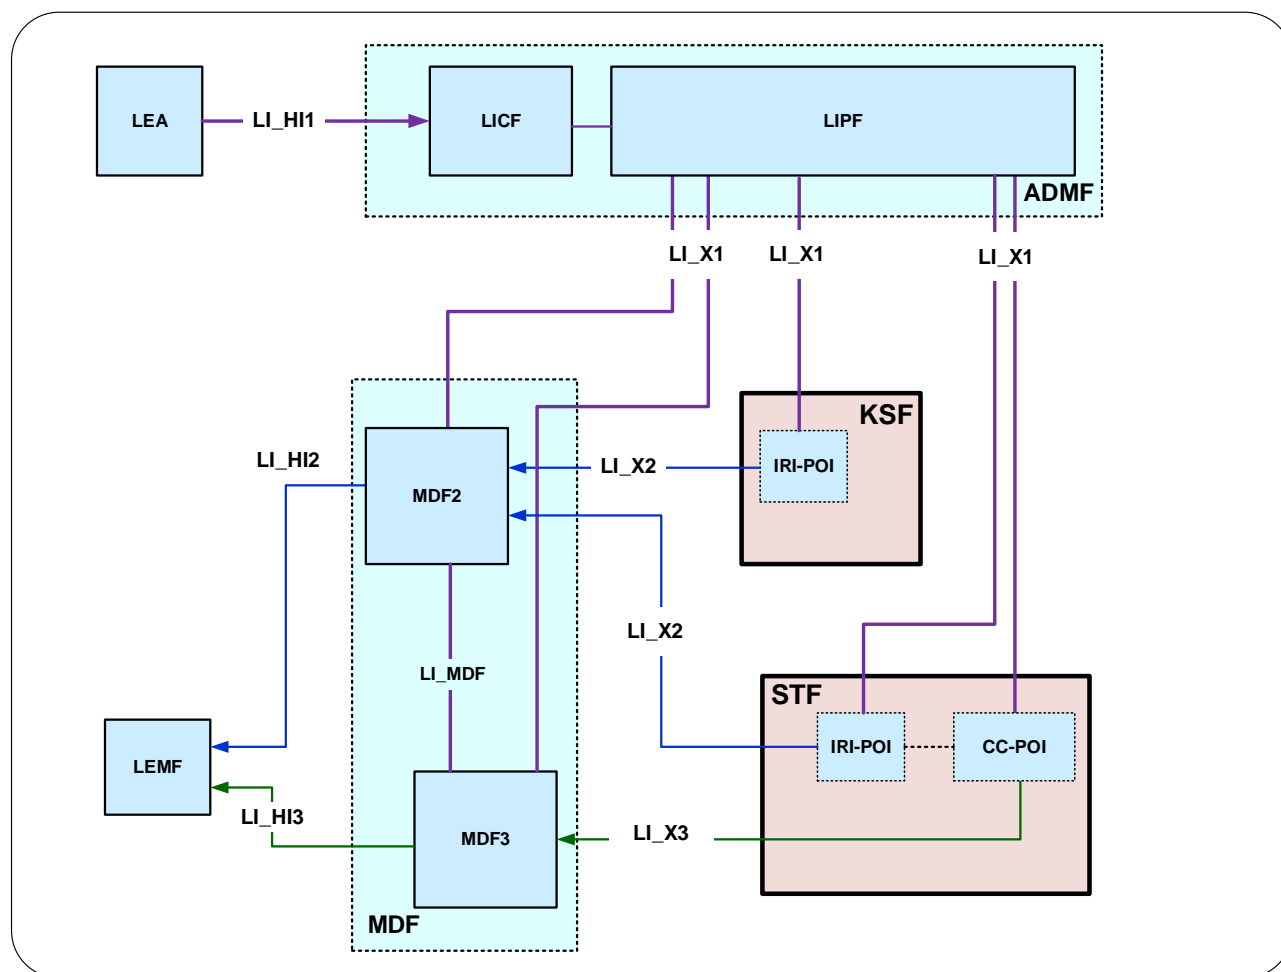 LEA
LI_HI1
LICF
LIPF
ADMF
LI_X1
LI_X1
LI_X1
KSF
IRI-POI
LI_HI2
MDF2
LI_X2
LI_X2
LI_MDF
STF
IRI-POI
CC-POI
LEMF
LI_HI3
MDF3
LI_X3
MDF